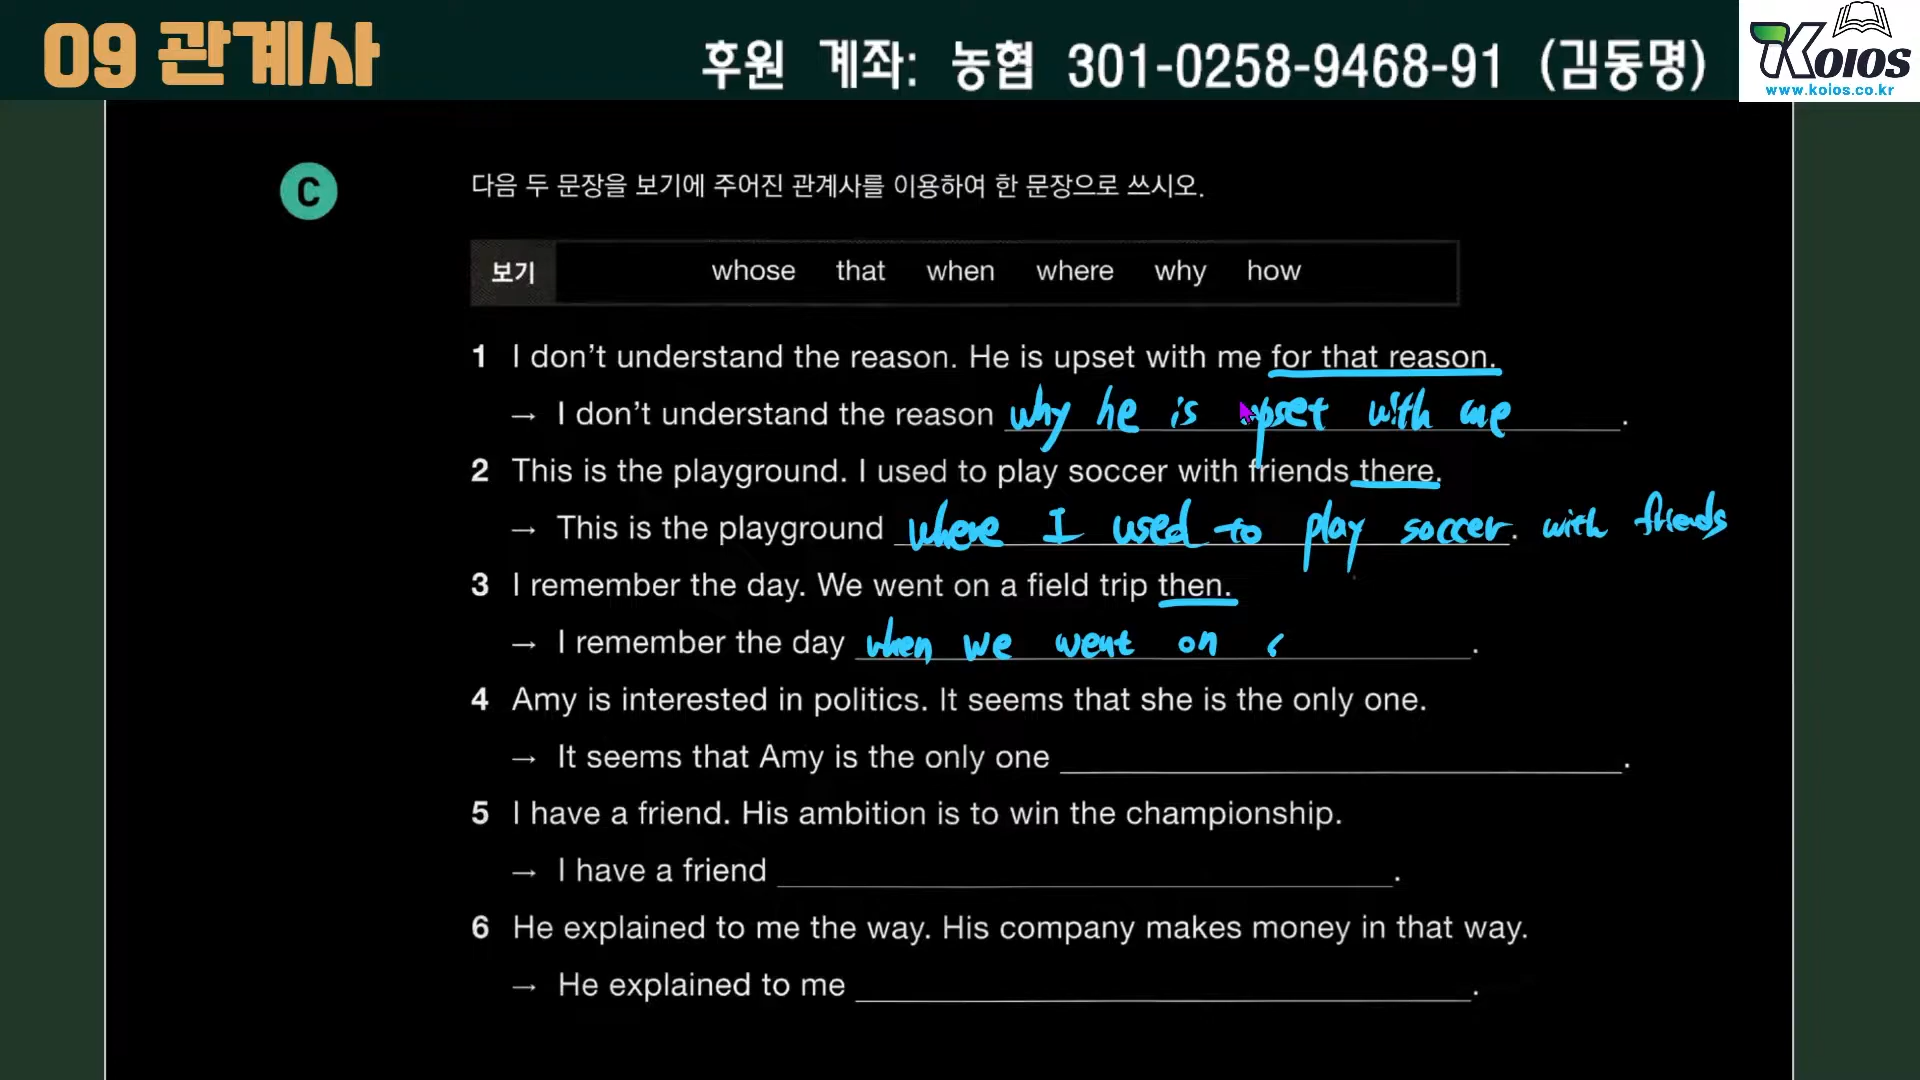 09 관계사
후원 계좌: 농협 301-0258-9468-91 (김동명)
KOIOS
www.koios.co.kr
C
다음 두 문장을 보기에 주어진 관계사를 이용하여 한 문장으로 쓰시오.
보기 whose that when where why how
1 I don't understand the reason. He is upset with me for that reason.
→ I don't understand the reason why he is upset with me.
2 This is the playground. I used to play soccer with friends there.
→ This is the playground where I used to play soccer. with friends
3 I remember the day. We went on a field trip then.
→ I remember the day when we went on .
4 Amy is interested in politics. It seems that she is the only one.
→ It seems that Amy is the only one .
5 I have a friend. His ambition is to win the championship.
→ I have a friend .
6 He explained to me the way. His company makes money in that way.
→ He explained to me .